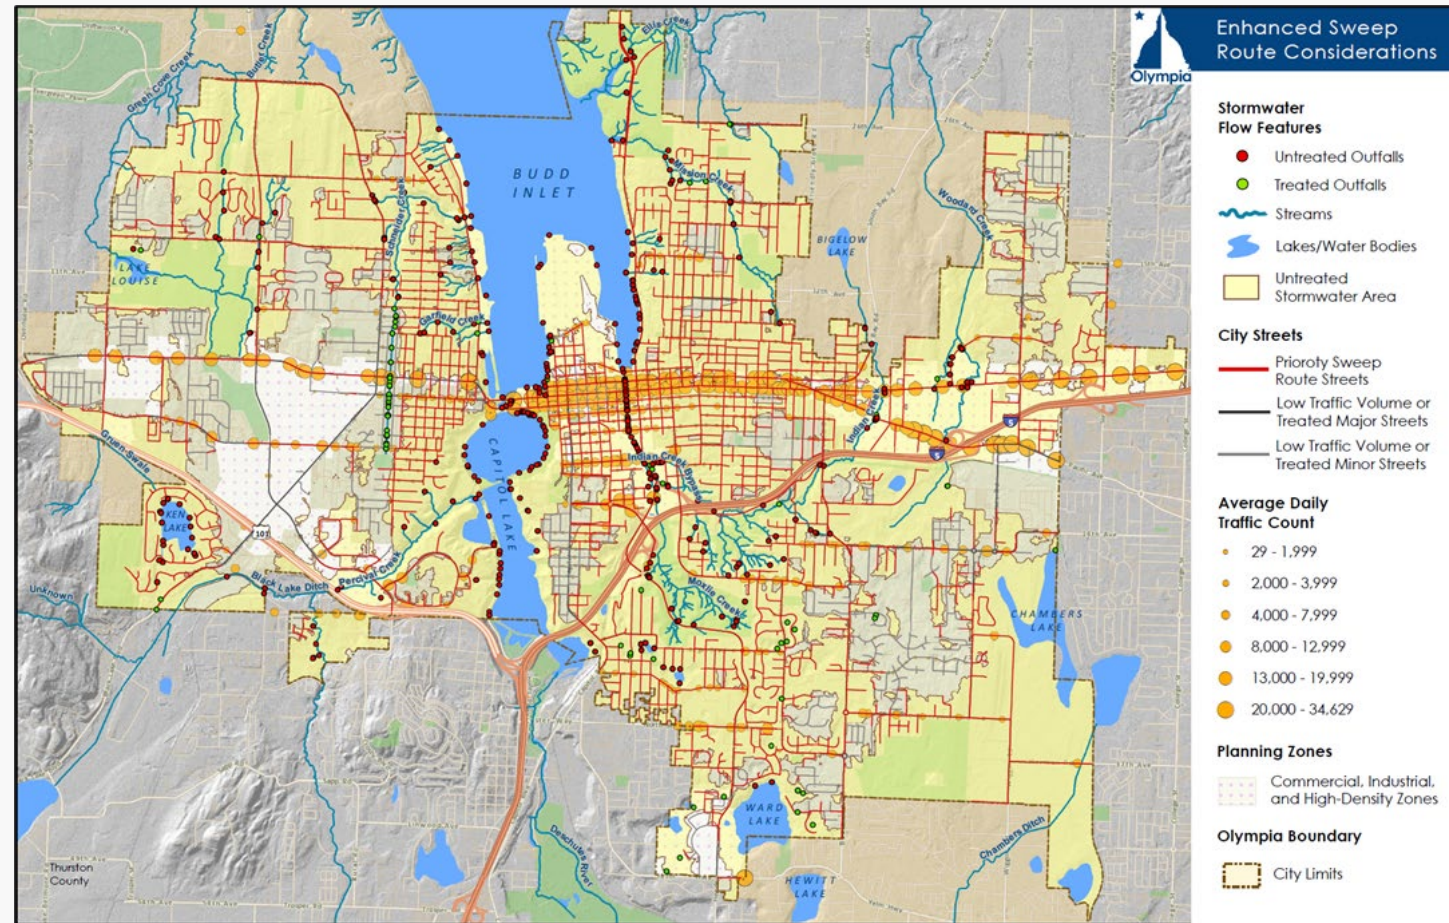 Enhanced Sweep
Route Considerations
Olympia
Stormwater
Flow Features
Untreated Outfalls
Treated Outfalls
Streams
Lakes/Water Bodies
Untreated
Stormwater Area
City Streets
Prioroty Sweep
Route Streets
Low Traffic Volume or
Treated Major Streets
Low Traffic Volume or
Treated Minor Streets
Average Daily
Traffic Count
29 - 1,999
2,000 - 3,999
4,000 - 7,999
8,000 - 12,999
13,000 - 19,999
20,000 - 34,629
Planning Zones
Commercial, Industrial,
and High-Density Zones
Olympia Boundary
City Limits
Green Cove Creek
Butler Creek
Ellis Creek
BUDD
INLET
Mission Creek
Schneider Creek
Woodard Creek
BIGELOW
LAKE
LAKE
LOUISE
Garfield Creek
Indian Creek
Gruen Swale
CAPITOL LAKE
Indian Creek Bypass
5
5
KEN
LAKE
101
Percival Creek
Black Lake Ditch
Unknown
Moxlie Creek
CHAMBERS
LAKE
WARD
LAKE
Chambers Ditch
Deschutes River
HEWITT
LAKE
Thurston
County